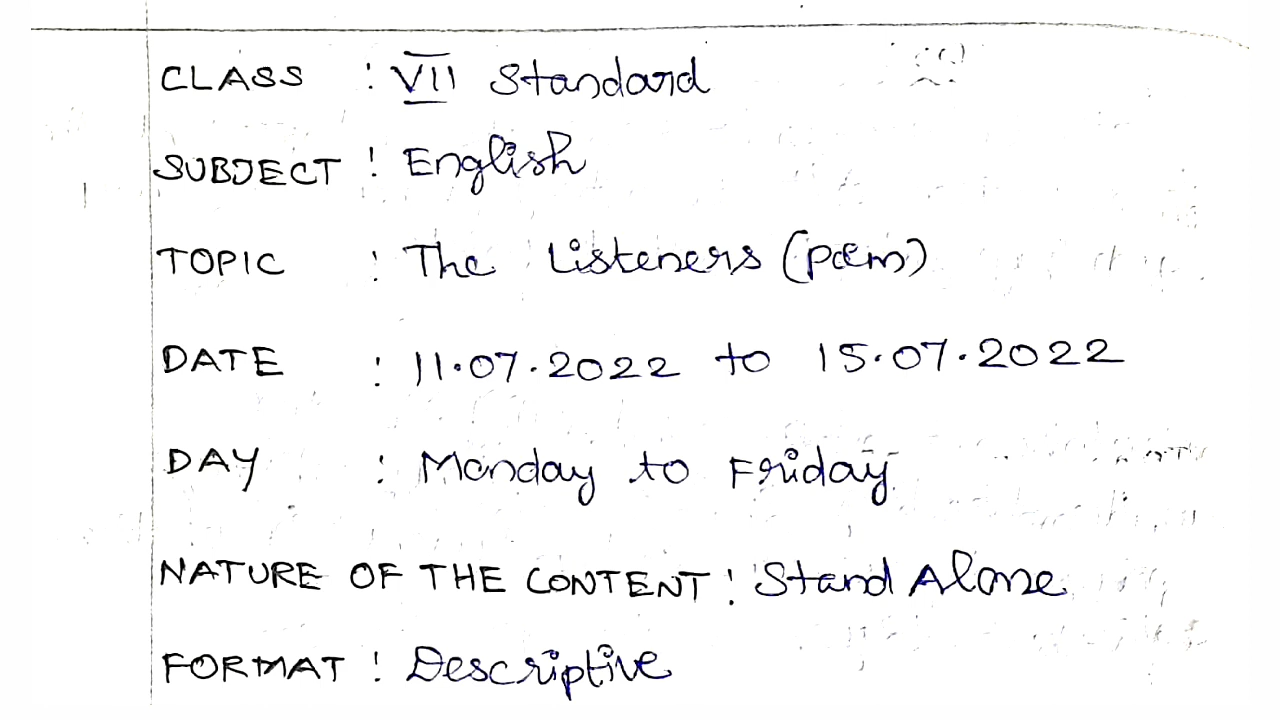 CLASS : VII Standard
SUBJECT : English
TOPIC : The Listeners (Poem)
DATE : 11.07.2022 to 15.07.2022
DAY : Monday to Friday
NATURE OF THE CONTENT : Stand Alone
FORMAT : Descriptive